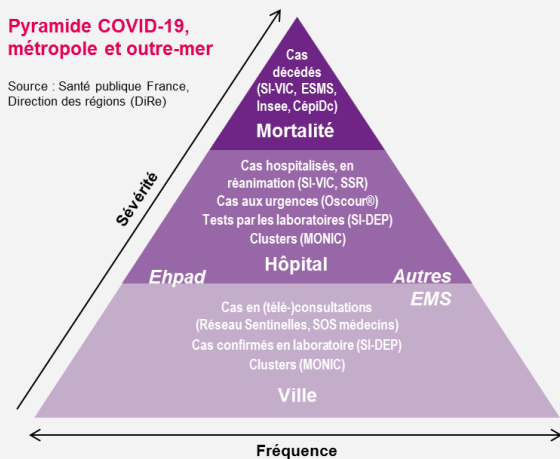 Pyramide COVID-19,
métropole et outre-mer
Source : Santé publique France,
Direction des régions (DiRe)
Sévérité
Cas
décédés
(SI-VIC, ESMS,
Insee, CépiDc)
Mortalité
Cas hospitalisés, en
réanimation (SI-VIC, SSR)
Cas aux urgences (Oscour®)
Tests par les laboratoires (SI-DEP)
Clusters (MONIC)
Hôpital
Ehpad
Autres
EMS
Cas en (télé-)consultations
(Réseau Sentinelles, SOS médecins)
Cas confirmés en laboratoire (SI-DEP)
Clusters (MONIC)
Ville
Fréquence